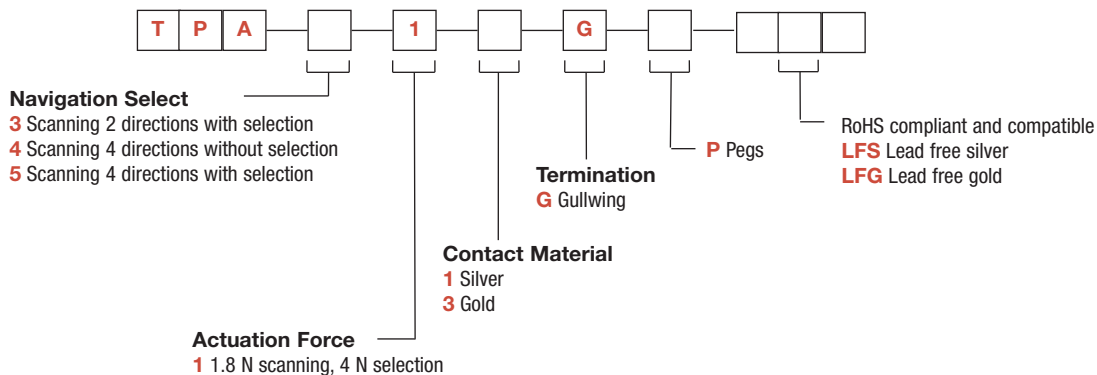 T P A 1 G
Navigation Select
3 Scanning 2 directions with selection
4 Scanning 4 directions without selection
5 Scanning 4 directions with selection
RoHS compliant and compatible
LFS Lead free silver
LFG Lead free gold
P Pegs
Termination
G Gullwing
Contact Material
1 Silver
3 Gold
Actuation Force
1 1.8 N scanning, 4 N selection